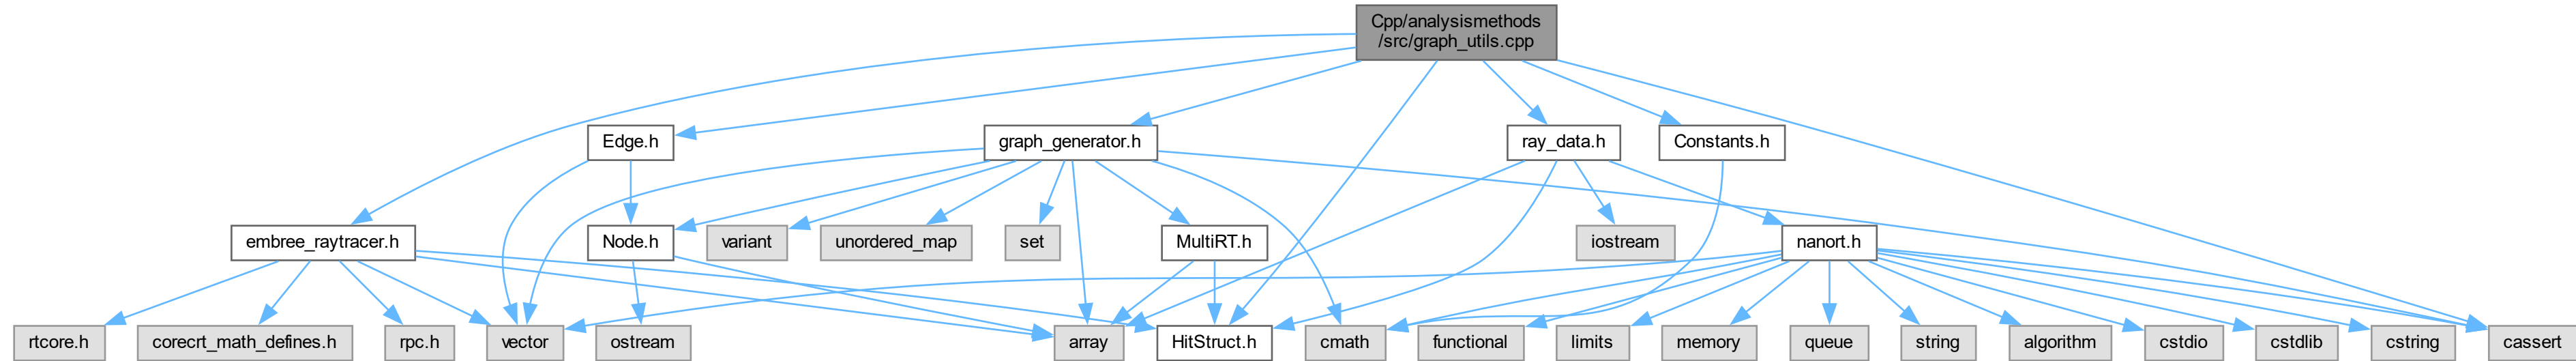 Cpp/analysismethods
/src/graph_utils.cpp
Edge.h
graph_generator.h
ray_data.h
Constants.h
embree_raytracer.h
Node.h
variant
unordered_map
set
MultiRT.h
iostream
nanort.h
rtcore.h
corecrt_math_defines.h
rpc.h
vector
ostream
array
HitStruct.h
cmath
functional
limits
memory
queue
string
algorithm
cstdio
cstdlib
cstring
cassert